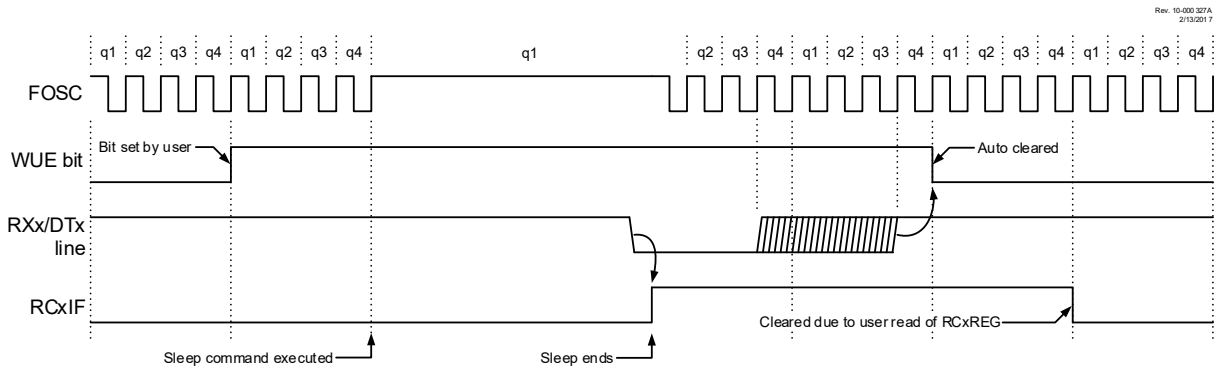 Rev. 10-000327A
2/13/2017
q1 q2 q3 q4 q1 q2 q3 q4 q1 q2 q3 q4 q1 q2 q3 q4 q1 q2 q3 q4 q1 q2 q3 q4
FOSC
WUE bit
Bit set by user
Auto cleared
RXx/DTx
line
RCxIF
Cleared due to user read of RCxREG
Sleep command executed
Sleep ends